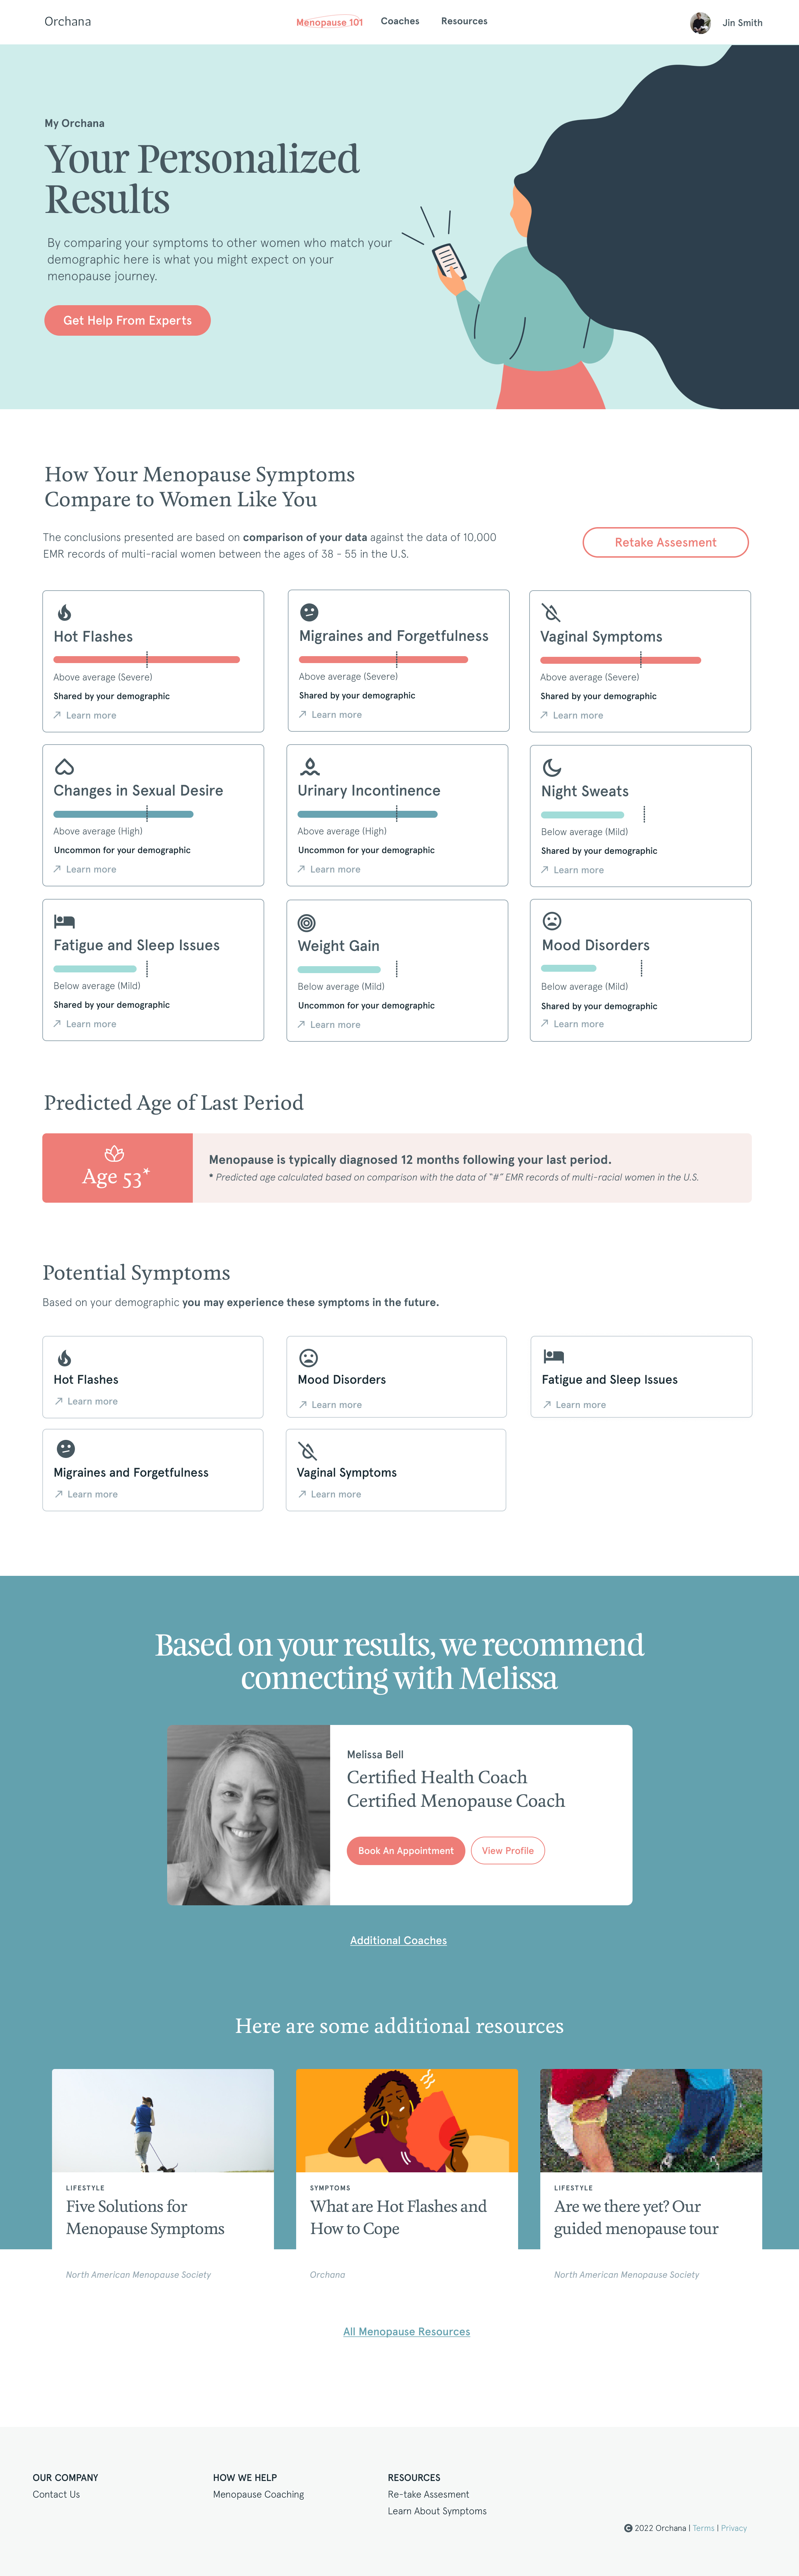 Orchana
Menopause 101
Coaches
Resources
Jin Smith
My Orchana
Your Personalized
Results
By comparing your symptoms to other women who match your
demographic here is what you might expect on your
menopause journey.
Get Help From Experts
How Your Menopause Symptoms
Compare to Women Like You
The conclusions presented are based on comparison of your data against the data of 10,000
EMR records of multi-racial women between the ages of 38 - 55 in the U.S.
Retake Assesment
Hot Flashes
Above average (Severe)
Shared by your demographic
Learn more
Migraines and Forgetfulness
Above average (Severe)
Shared by your demographic
Learn more
Vaginal Symptoms
Above average (Severe)
Shared by your demographic
Learn more
Changes in Sexual Desire
Above average (High)
Uncommon for your demographic
Learn more
Urinary Incontinence
Above average (High)
Uncommon for your demographic
Learn more
Night Sweats
Below average (Mild)
Shared by your demographic
Learn more
Fatigue and Sleep Issues
Below average (Mild)
Shared by your demographic
Learn more
Weight Gain
Below average (Mild)
Uncommon for your demographic
Learn more
Mood Disorders
Below average (Mild)
Shared by your demographic
Learn more
Predicted Age of Last Period
Age 53*
Menopause is typically diagnosed 12 months following your last period.
* Predicted age calculated based on comparison with the data of "#" EMR records of multi-racial women in the U.S.
Potential Symptoms
Based on your demographic you may experience these symptoms in the future.
Hot Flashes
Learn more
Mood Disorders
Learn more
Fatigue and Sleep Issues
Learn more
Migraines and Forgetfulness
Learn more
Vaginal Symptoms
Learn more
Based on your results, we recommend
connecting with Melissa
Melissa Bell
Certified Health Coach
Certified Menopause Coach
Book An Appointment
View Profile
Additional Coaches
Here are some additional resources
LIFESTYLE
Five Solutions for
Menopause Symptoms
North American Menopause Society
SYMPTOMS
What are Hot Flashes and
How to Cope
Orchana
LIFESTYLE
Are we there yet? Our
guided menopause tour
North American Menopause Society
All Menopause Resources
OUR COMPANY
Contact Us
HOW WE HELP
Menopause Coaching
RESOURCES
Re-take Assesment
Learn About Symptoms
© 2022 Orchana | Terms | Privacy